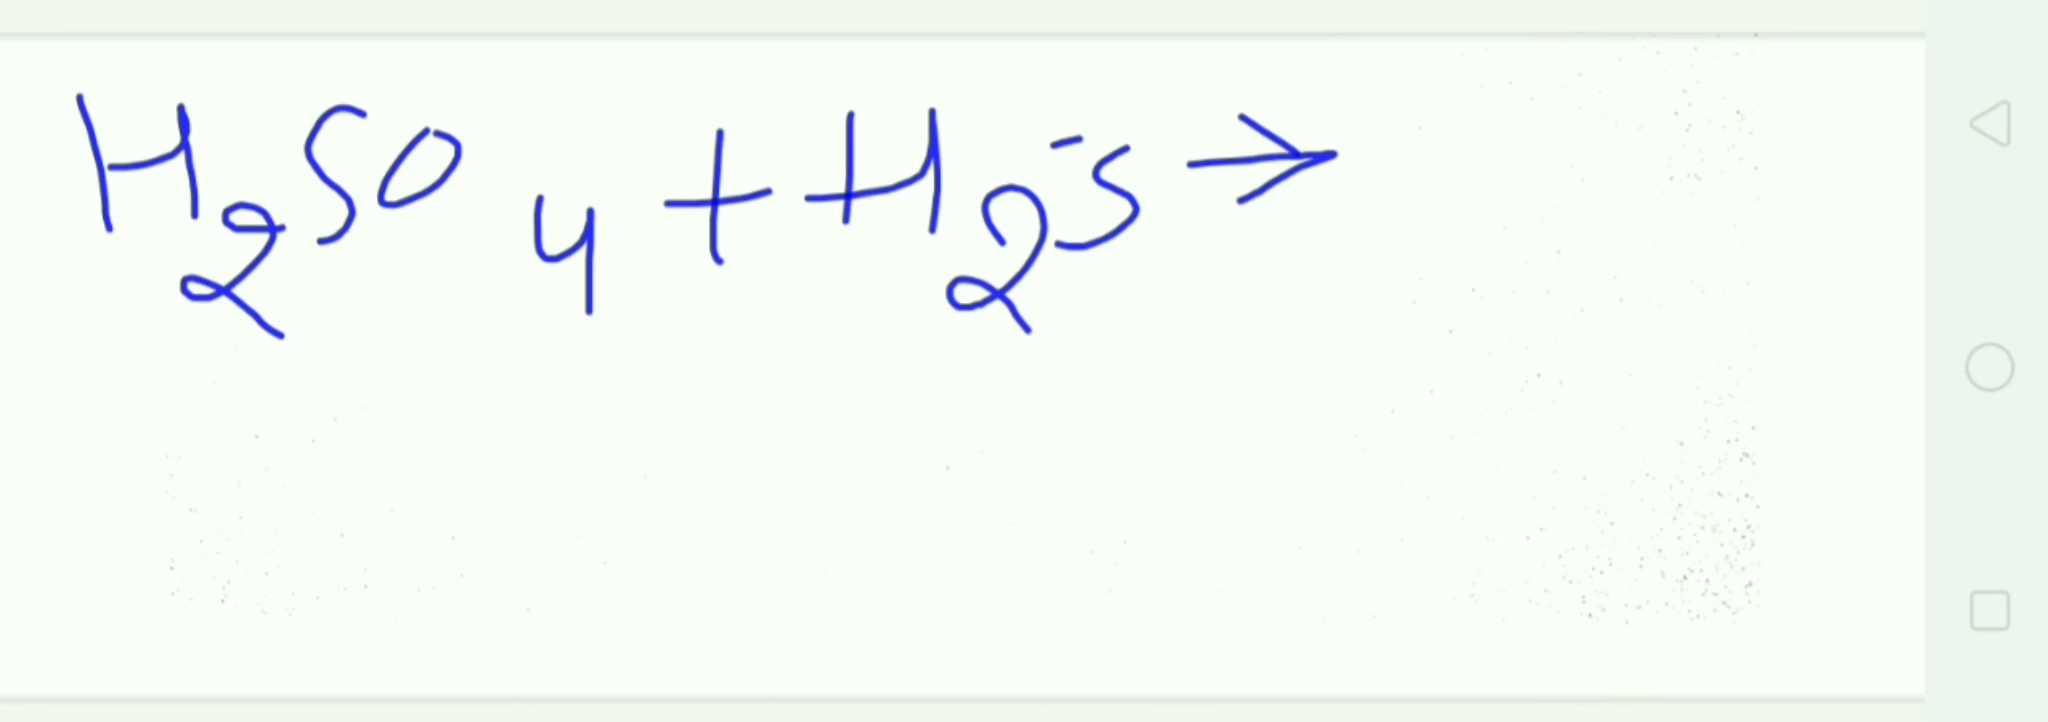 H₂SO₄ + H₂S →